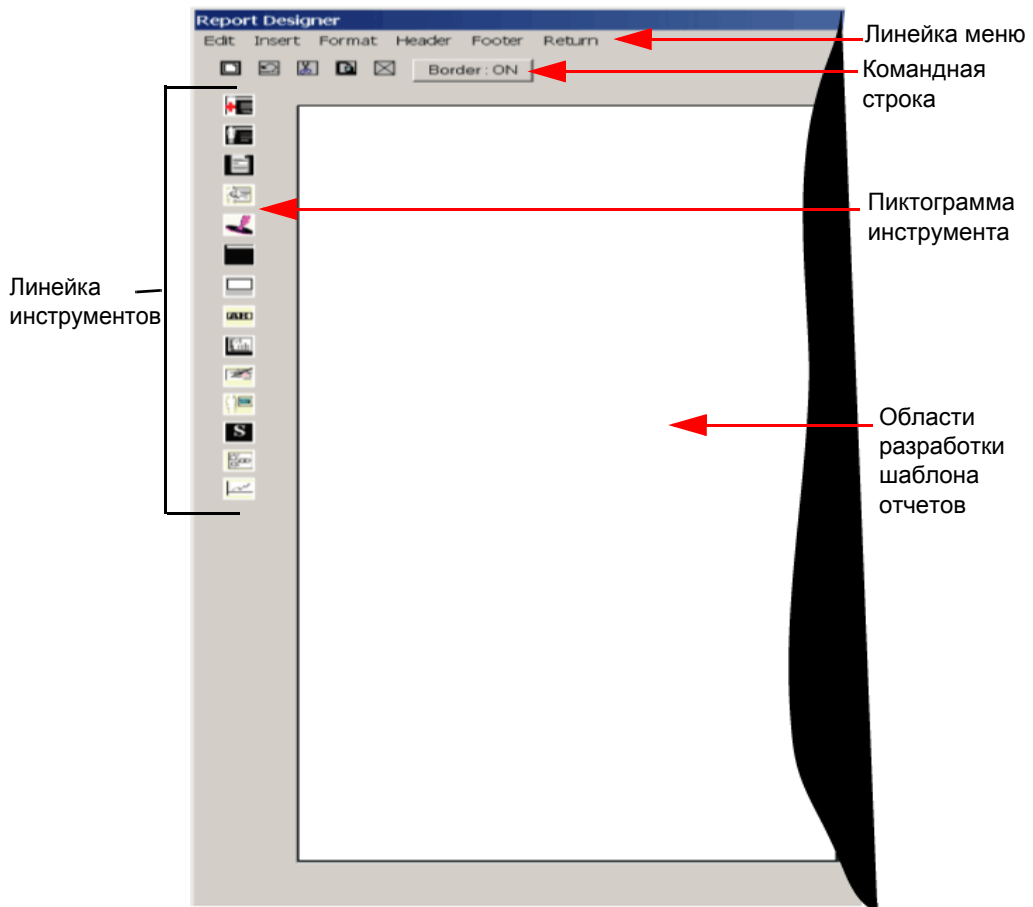 Report Designer
Edit Insert Format Header Footer Return
Border : ON
Линейка меню
Командная
строка
Пиктограмма
инструмента
Линейка
инструментов
Области
разработки
шаблона
отчетов
S